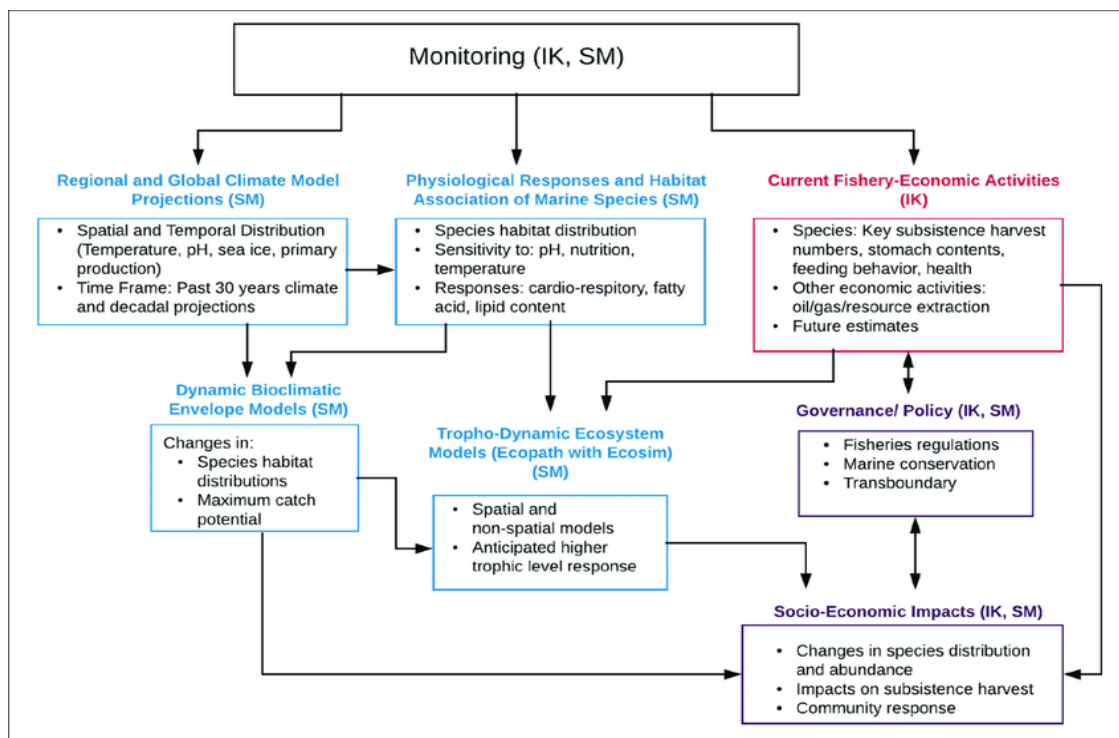 Monitoring (IK, SM)
Regional and Global Climate Model
Projections (SM)
• Spatial and Temporal Distribution
(Temperature, pH, sea ice, primary
production)
• Time Frame: Past 30 years climate
and decadal projections
Physiological Responses and Habitat
Association of Marine Species (SM)
• Species habitat distribution
• Sensitivity to: pH, nutrition,
temperature
• Responses: cardio-respitory, fatty
acid, lipid content
Current Fishery-Economic Activities
(IK)
• Species: Key subsistence harvest
numbers, stomach contents,
feeding behavior, health
• Other economic activities:
oil/gas/resource extraction
• Future estimates
Dynamic Bioclimatic
Envelope Models (SM)
Changes in:
• Species habitat
distributions
• Maximum catch
potential
Tropho-Dynamic Ecosystem
Models (Ecopath with Ecosim)
(SM)
• Spatial and
non-spatial models
• Anticipated higher
trophic level response
Governance/ Policy (IK, SM)
• Fisheries regulations
• Marine conservation
• Transboundary
Socio-Economic Impacts (IK, SM)
• Changes in species distribution
and abundance
• Impacts on subsistence harvest
• Community response